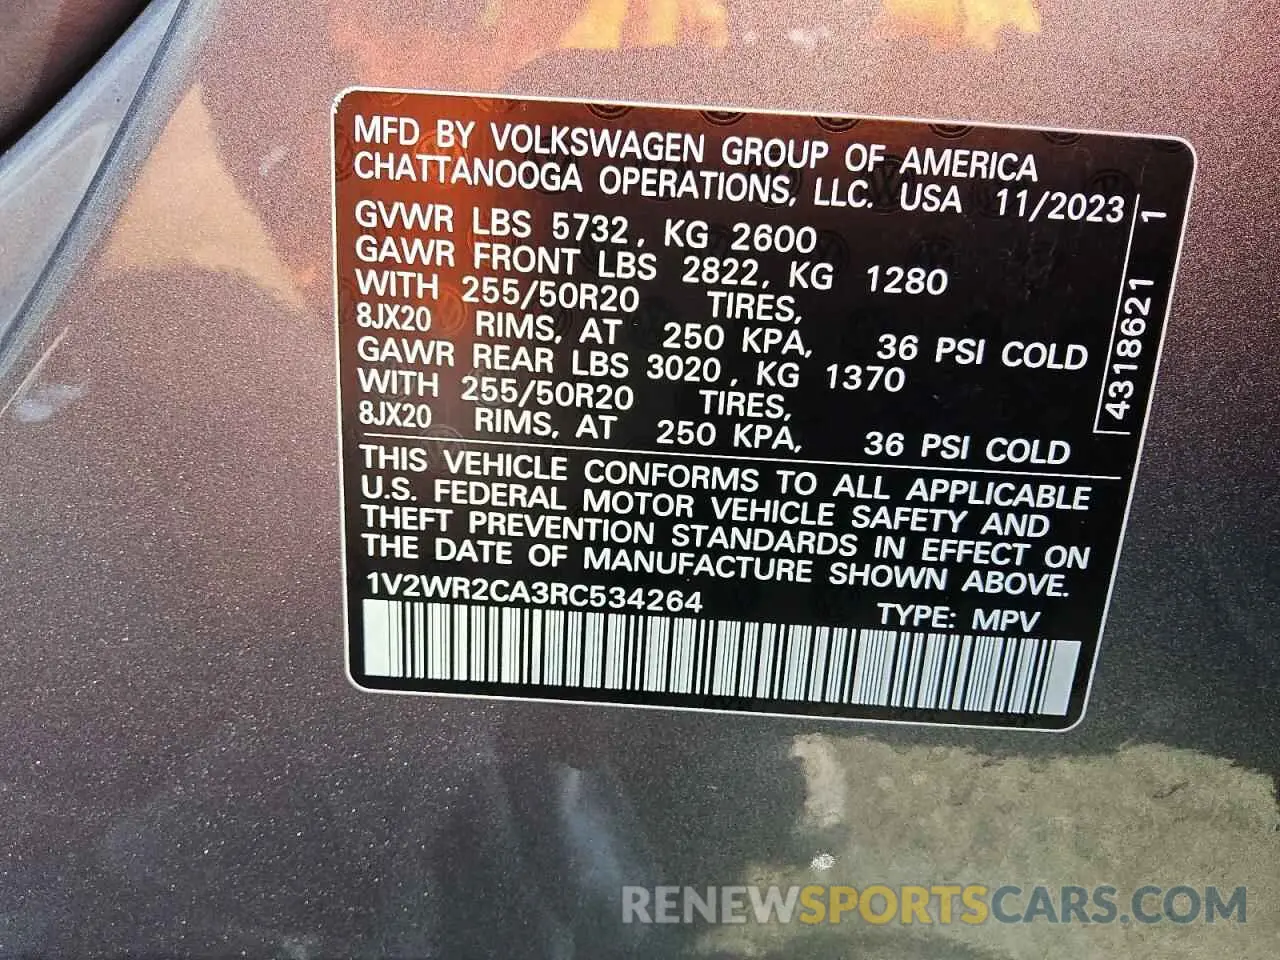 MFD BY VOLKSWAGEN GROUP OF AMERICA
CHATTANOOGA OPERATIONS, LLC. USA 11/2023
GVWR LBS 5732, KG 2600
GAWR FRONT LBS 2822, KG 1280
WITH 255/50R20 TIRES,
8JX20 RIMS, AT 250 KPA, 36 PSI COLD
GAWR REAR LBS 3020, KG 1370
WITH 255/50R20 TIRES,
8JX20 RIMS, AT 250 KPA, 36 PSI COLD
4318621 1
THIS VEHICLE CONFORMS TO ALL APPLICABLE
U.S. FEDERAL MOTOR VEHICLE SAFETY AND
THEFT PREVENTION STANDARDS IN EFFECT ON
THE DATE OF MANUFACTURE SHOWN ABOVE.
1V2WR2CA3RC534264 TYPE: MPV
RENEWSPORTSCARS.COM